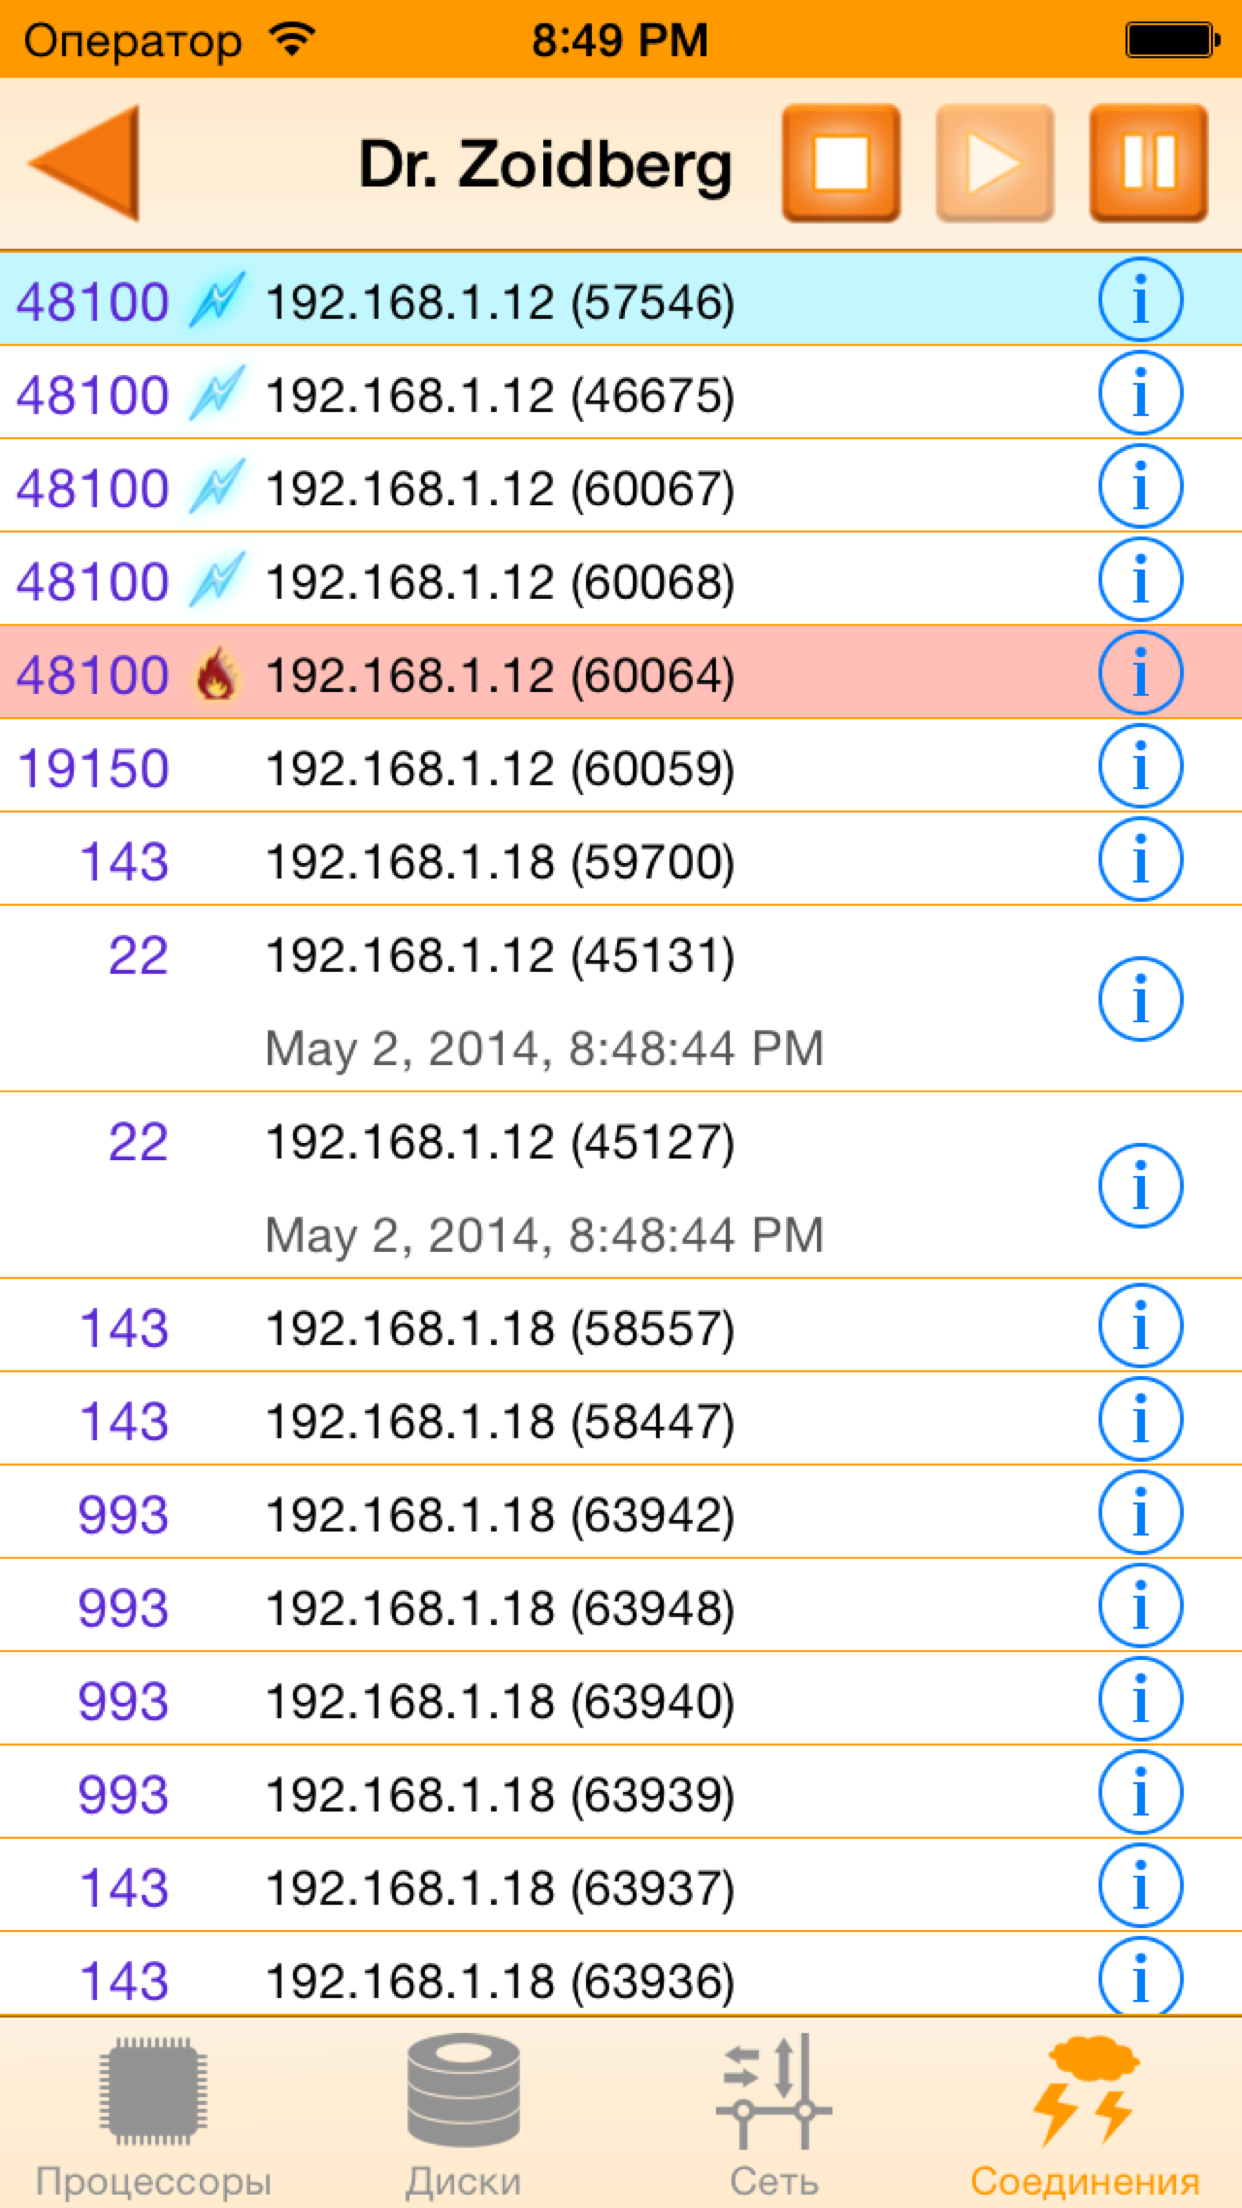 Оператор 8:49 PM
Dr. Zoidberg
48100 192.168.1.12 (57546)
48100 192.168.1.12 (46675)
48100 192.168.1.12 (60067)
48100 192.168.1.12 (60068)
48100 192.168.1.12 (60064)
19150 192.168.1.12 (60059)
143 192.168.1.18 (59700)
22 192.168.1.12 (45131)
May 2, 2014, 8:48:44 PM
22 192.168.1.12 (45127)
May 2, 2014, 8:48:44 PM
143 192.168.1.18 (58557)
143 192.168.1.18 (58447)
993 192.168.1.18 (63942)
993 192.168.1.18 (63948)
993 192.168.1.18 (63940)
993 192.168.1.18 (63939)
143 192.168.1.18 (63937)
143 192.168.1.18 (63936)
Процессоры Диски Сеть Соединения